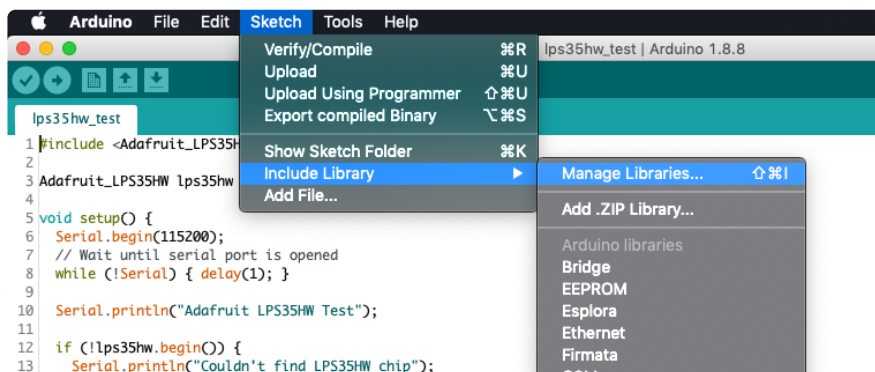 Arduino File Edit Sketch Tools Help
lps35hw_test | Arduino 1.8.8
Verify/Compile ⌘R
Upload ⌘U
Upload Using Programmer ⇧⌘U
Export compiled Binary ⌥⌘S
Show Sketch Folder ⌘K
Include Library ▶
Add File...
Manage Libraries... ⇧⌘I
Add .ZIP Library...
Arduino libraries
Bridge
EEPROM
Esplora
Ethernet
Firmata
lps35hw_test
1 #include <Adafruit_LPS35H
2
3 Adafruit_LPS35HW lps35hw
4
5 void setup() {
6 Serial.begin(115200);
7 // Wait until serial port is opened
8 while (!Serial) { delay(1); }
9
10 Serial.println("Adafruit LPS35HW Test");
11
12 if (!lps35hw.begin()) {
13 Serial.println("Couldn't find LPS35HW chip");